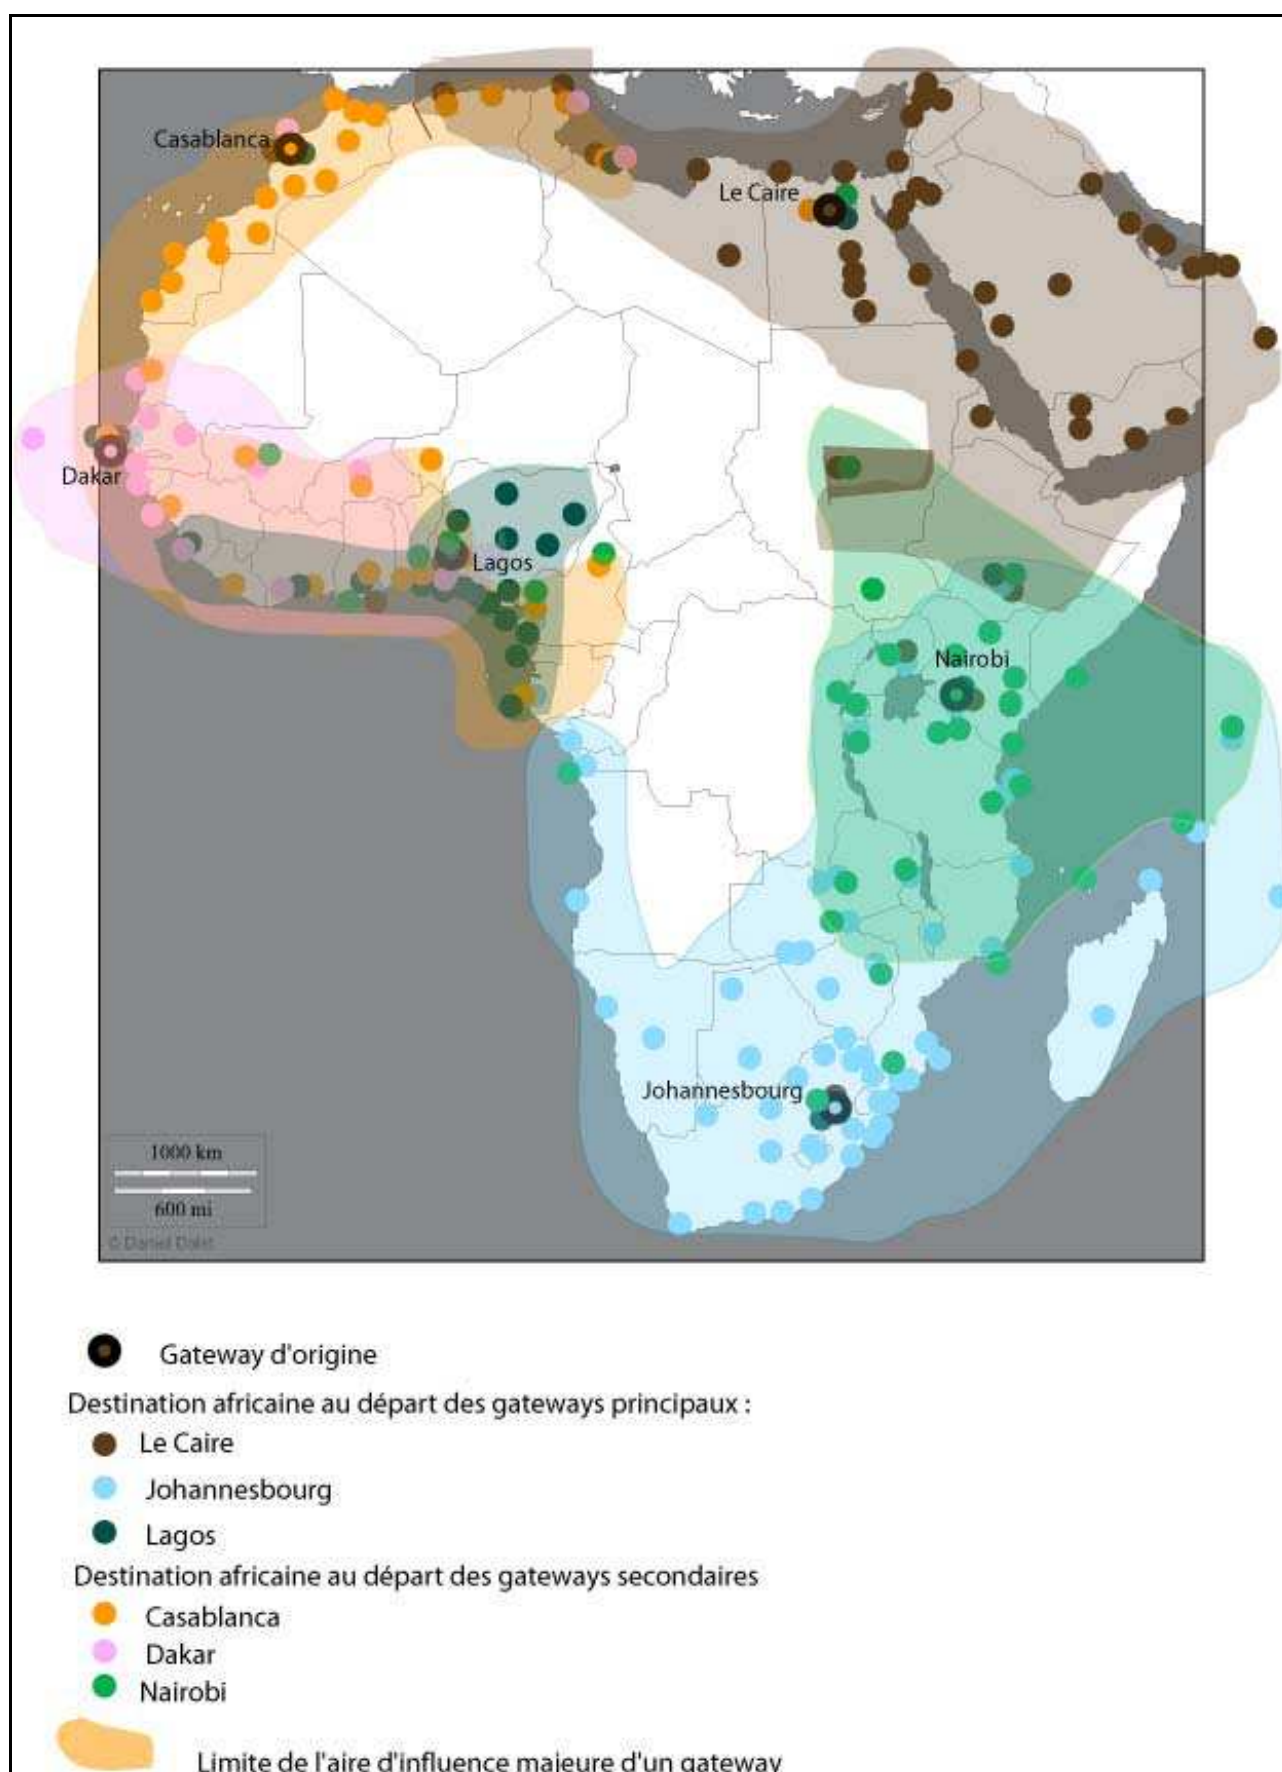 Casablanca
Le Caire
Dakar
Lagos
Nairobi
Johannesbourg
1000 km
600 mi
© Daniel Dalet
Gateway d'origine
Destination africaine au départ des gateways principaux :
Le Caire
Johannesbourg
Lagos
Destination africaine au départ des gateways secondaires
Casablanca
Dakar
Nairobi
Limite de l'aire d'influence majeure d'un gateway